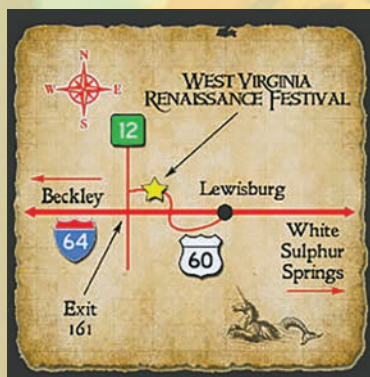 N
W E
S
WEST VIRGINIA
RENAISSANCE FESTIVAL
12
Beckley
Lewisburg
64
60
White
Sulphur
Springs
Exit
161